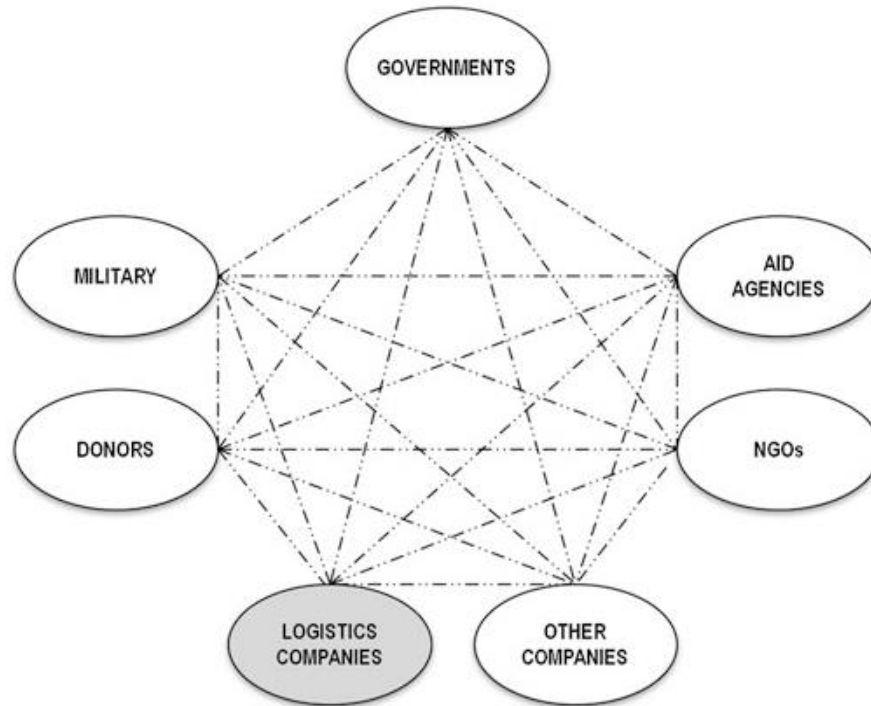 GOVERNMENTS
MILITARY
AID
AGENCIES
DONORS
NGOs
LOGISTICS
COMPANIES
OTHER
COMPANIES